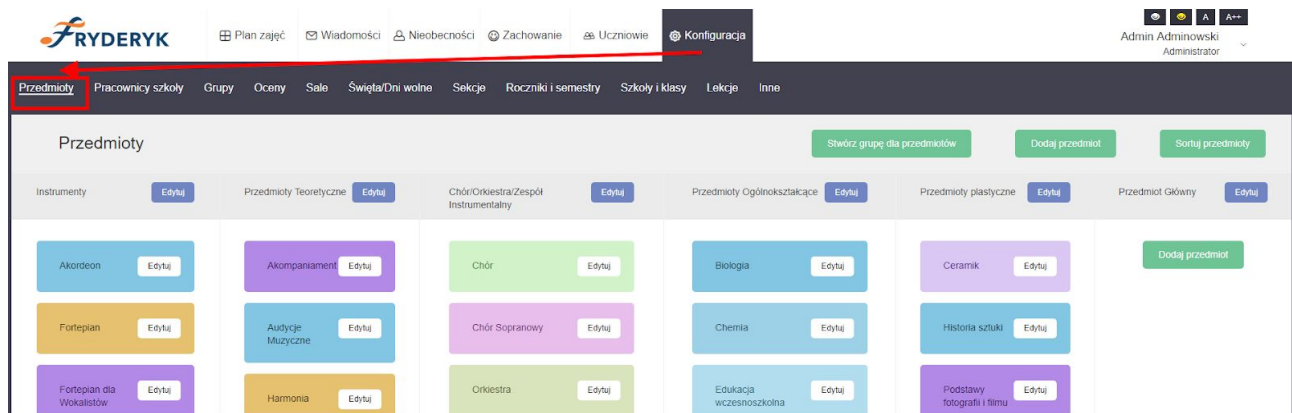 FRYDERYK
Plan zajęć Wiadomości Nieobecności Zachowanie Uczniowie Konfiguracja
A A++
Admin Adminowski
Administrator
Przedmioty Pracownicy szkoły Grupy Oceny Sale Święta/Dni wolne Sekcje Roczniki i semestry Szkoły i klasy Lekcje Inne
Przedmioty
Stwórz grupę dla przedmiotów Dodaj przedmiot Sortuj przedmioty
Instrumenty Edytuj
Przedmioty Teoretyczne Edytuj
Chór/Orkiestra/Zespół
Instrumentalny
Edytuj
Przedmioty Ogólnokształcące Edytuj
Przedmioty plastyczne Edytuj
Przedmiot Główny Edytuj
Akordeon Edytuj
Akompaniament Edytuj
Chór Edytuj
Biologia Edytuj
Ceramik Edytuj
Dodaj przedmiot
Fortepian Edytuj
Audycje
Muzyczne
Edytuj
Chór Sopranowy Edytuj
Chemia Edytuj
Historia sztuki Edytuj
Fortepian dla
Wokalistów
Edytuj
Harmonia Edytuj
Orkiestra Edytuj
Edukacja
wczesnoszkolna
Edytuj
Podstawy
fotografii i filmu
Edytuj